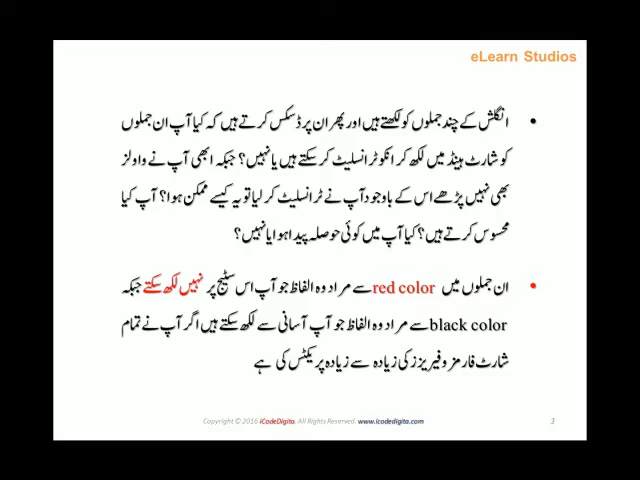 eLearn Studios
• انگلش کے چند جملوں کو لکھتے ہیں اور پھر ان پر ڈسکس کرتے ہیں کہ کیا آپ ان جملوں
کو شارٹ ہینڈ میں لکھ کر انکو ٹرانسلیٹ کر سکتے ہیں یا نہیں؟ جبکہ ابھی آپ نے واولز
بھی نہیں پڑھے اس کے باوجود آپ نے ٹرانسلیٹ کر لیا تو یہ کیسے ممکن ہوا؟ آپ کیا
محسوس کرتے ہیں؟ کیا آپ میں کوئی حوصلہ پیدا ہوا یا نہیں؟
• ان جملوں میں red color سے مراد وہ الفاظ جو آپ اس سٹیج پر نہیں لکھ سکتے جبکہ
black color سے مراد وہ الفاظ جو آپ آسانی سے لکھ سکتے ہیں اگر آپ نے تمام
شارٹ فارمز و فیریزز کی زیادہ سے زیادہ پریکٹس کی ہے
Copyright © 2016 iCodeDigita. All Rights Reserved. www.icodedigita.com 3